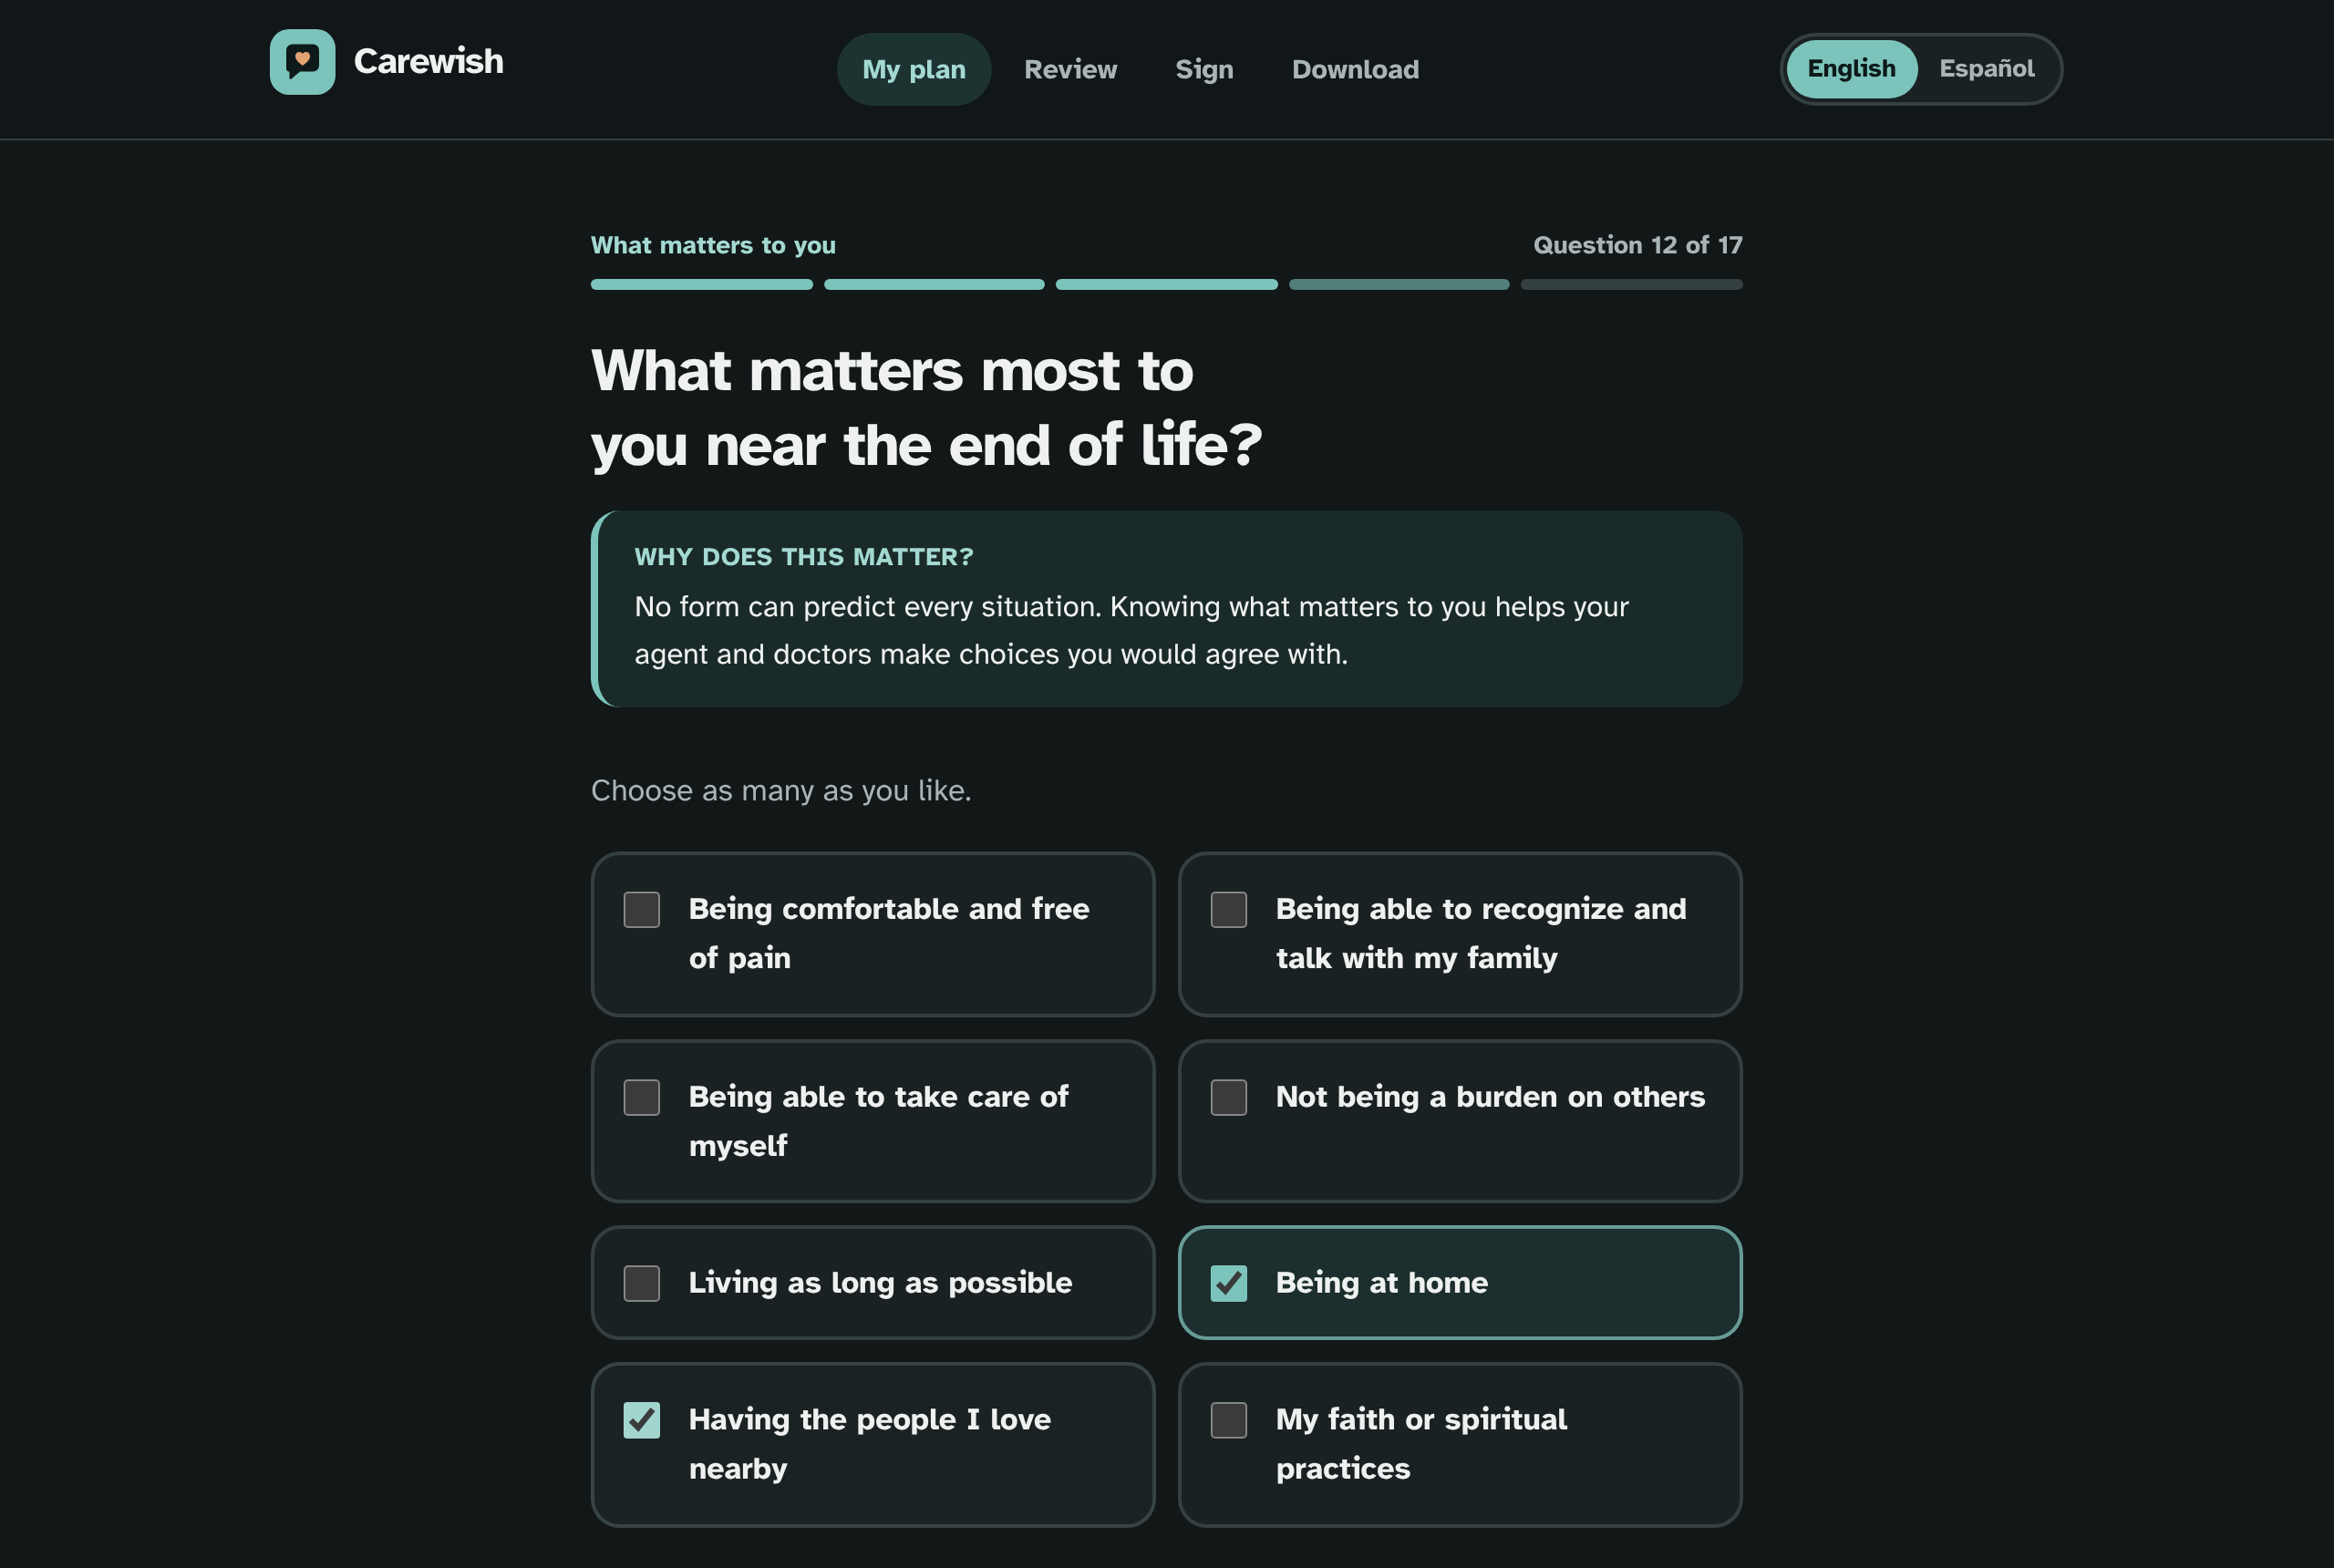 Carewish
My plan
Review
Sign
Download
English
Español
What matters to you
Question 12 of 17
What matters most to
you near the end of life?
WHY DOES THIS MATTER?
No form can predict every situation. Knowing what matters to you helps your
agent and doctors make choices you would agree with.
Choose as many as you like.
Being comfortable and free
of pain
Being able to recognize and
talk with my family
Being able to take care of
myself
Not being a burden on others
Living as long as possible
Being at home
Having the people I love
nearby
My faith or spiritual
practices